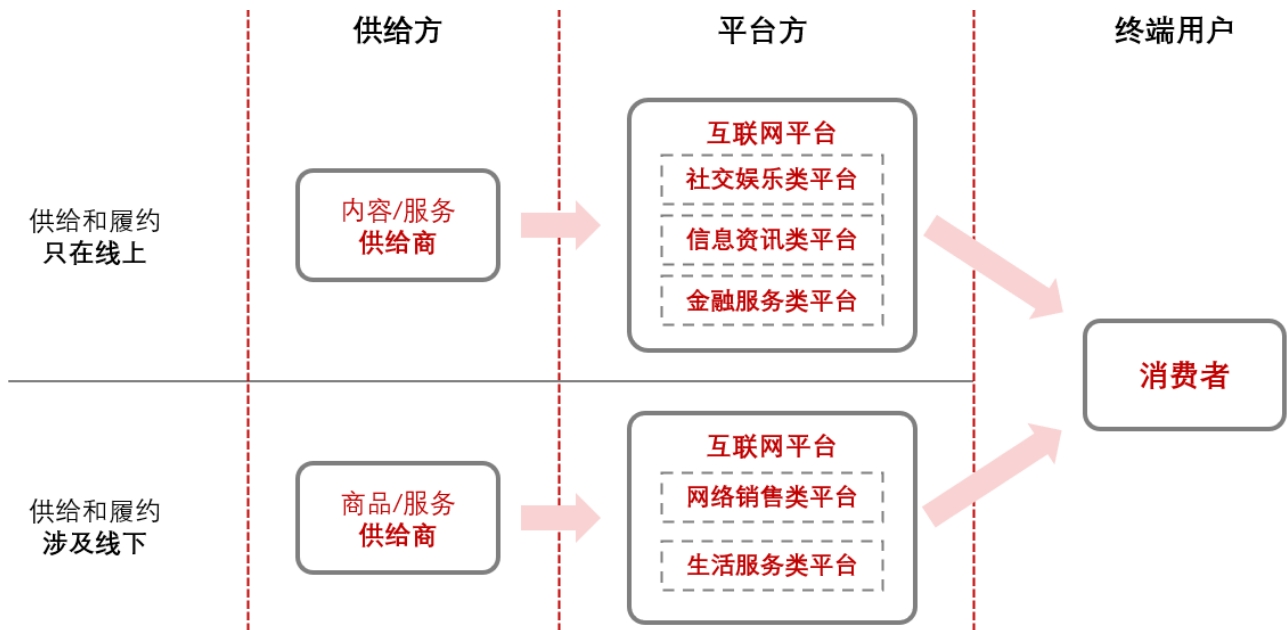 供给方
平台方
终端用户
供给和履约
只在线上
内容/服务
供给商
互联网平台
社交娱乐类平台
信息资讯类平台
金融服务类平台
消费者
供给和履约
涉及线下
商品/服务
供给商
互联网平台
网络销售类平台
生活服务类平台